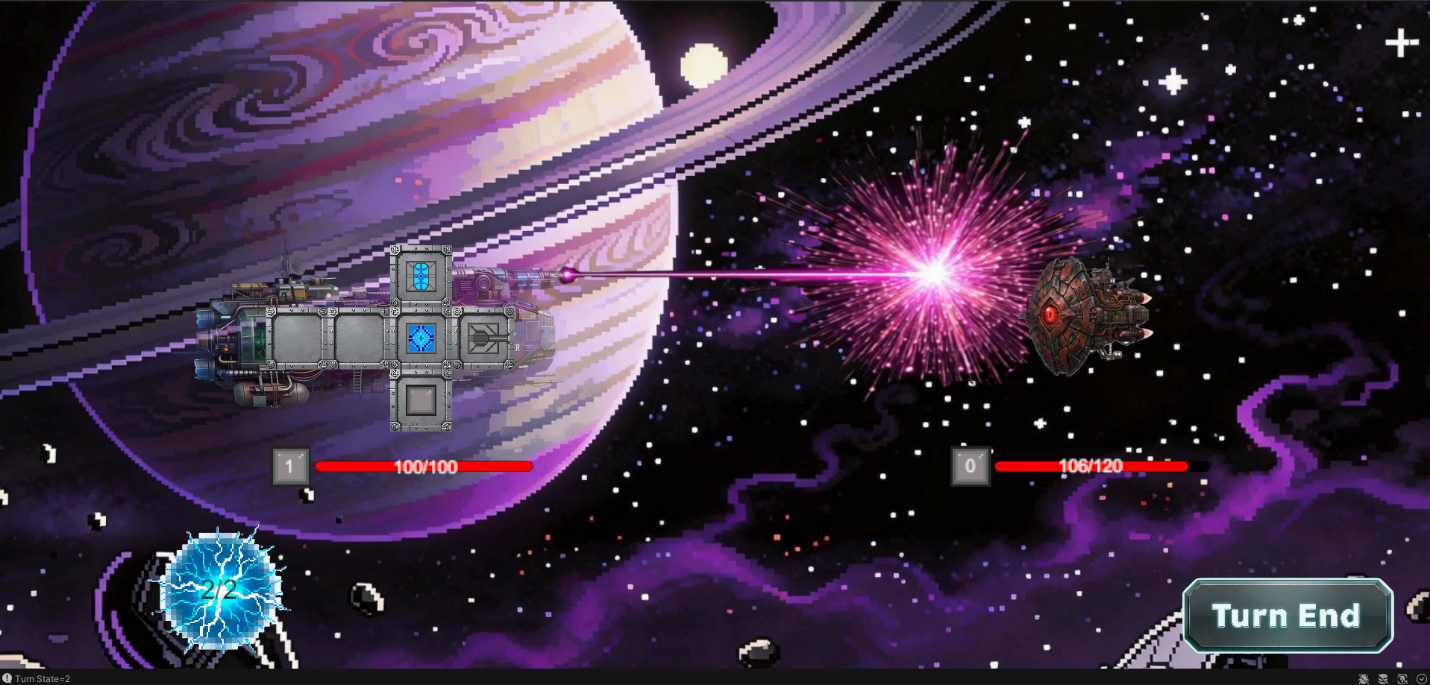 R
1
100/100
0
106/120
2/2
Turn End
Turn State=2